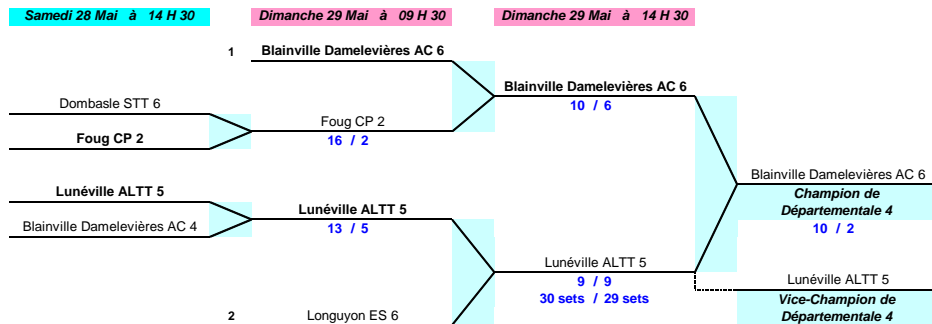 Samedi 28 Mai à 14 H 30
Dimanche 29 Mai à 09 H 30
Dimanche 29 Mai à 14 H 30
1
Blainville Damelevières AC 6
Blainville Damelevières AC 6
10 / 6
Dombasle STT 6
Foug CP 2
16 / 2
Foug CP 2
Blainville Damelevières AC 6
Champion de
Départementale 4
10 / 2
Lunéville ALTT 5
Lunéville ALTT 5
13 / 5
Blainville Damelevières AC 4
Lunéville ALTT 5
9 / 9
30 sets / 29 sets
Lunéville ALTT 5
Vice-Champion de
Départementale 4
2
Longuyon ES 6